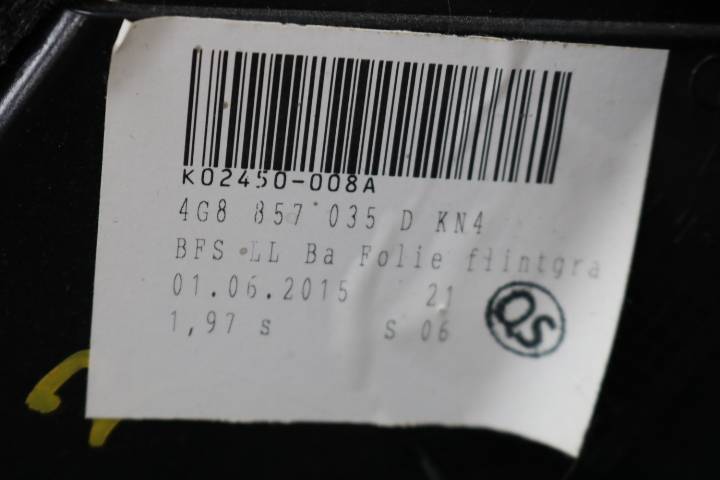 K02450-008A
4G8 857 035 D KN4
BFS LL Ba Folie flintgra
01.06.2015 21
1,97 s S 06
QS